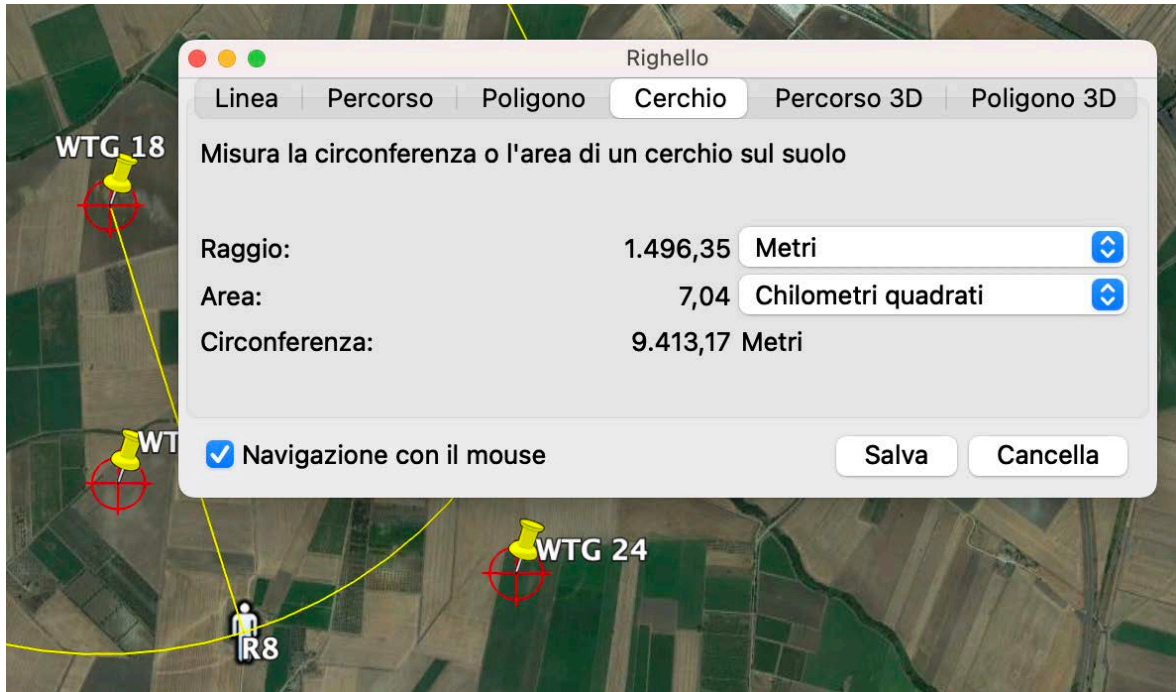 Righello
Linea Percorso Poligono Cerchio Percorso 3D Poligono 3D
WTG 18
Misura la circonferenza o l'area di un cerchio sul suolo
Raggio: 1.496,35 Metri
Area: 7,04 Chilometri quadrati
Circonferenza: 9.413,17 Metri
WT
Navigazione con il mouse Salva Cancella
WTG 24
R8